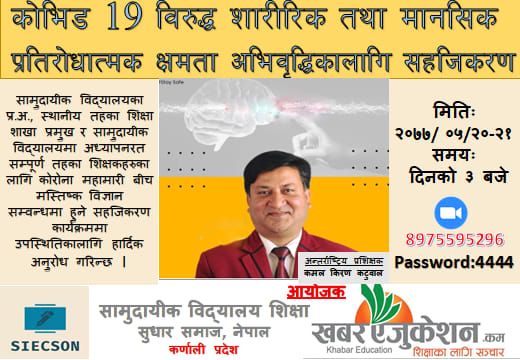 कोभिड 19 विरुद्ध शारीरिक तथा मानसिक
प्रतिरोधात्मक क्षमता अभिवृद्धिकालागि सहजिकरण
#Stay Safe
सामुदायीक विद्यालयका
प्र.अ., स्थानीय तहका शिक्षा
शाखा प्रमुख र सामुदायीक
विद्यालयमा अध्यापनरत
सम्पूर्ण तहका शिक्षकहरुका
लागि कोरोना महामारी बीच
मस्तिष्क विज्ञान
सम्वन्धमा हुने सहजिकरण
कार्यक्रममा
उपस्थितिकालागि हार्दिक
अनुरोध गरिन्छ ।
मितिः
२०७७/ ०५/२०-२१
समयः
दिनको ३ बजे
8975595296
Password:4444
अन्तर्राष्ट्रिय प्रशिक्षक
कमल किरण कटुवाल
आयोजक
SIECSON
सामुदायीक विद्यालय शिक्षा
सुधार समाज, नेपाल
कर्णाली प्रदेश
खबर एजुकेशन.कम
Khabar Education
शिक्षाका लागि सञ्चार